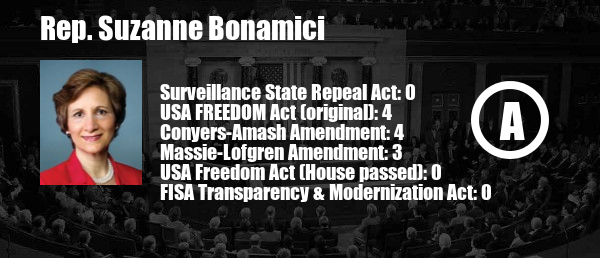 Rep. Suzanne Bonamici
Surveillance State Repeal Act: 0
USA FREEDOM Act (original): 4
Conyers-Amash Amendment: 4
Massie-Lofgren Amendment: 3
USA Freedom Act (House passed): 0
FISA Transparency & Modernization Act: 0
A